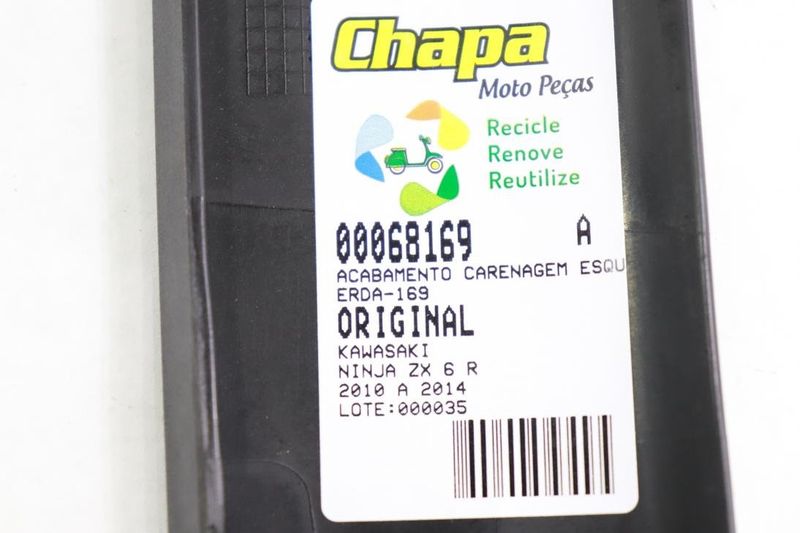 Chapa
Moto Peças
Recicle
Renove
Reutilize
00068169 A
ACABAMENTO CARENAGEM ESQU
ERDA-169
ORIGINAL
KAWASAKI
NINJA ZX 6 R
2010 A 2014
LOTE:000035